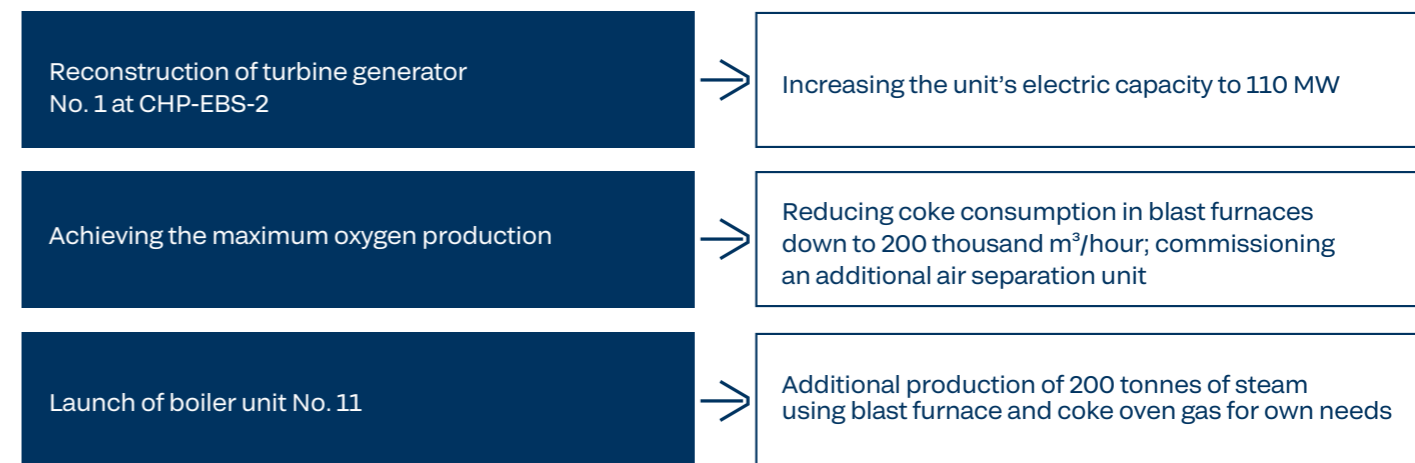 Reconstruction of turbine generator
No. 1 at CHP-EBS-2
Increasing the unit's electric capacity to 110 MW
Achieving the maximum oxygen production
Reducing coke consumption in blast furnaces
down to 200 thousand m³/hour; commissioning
an additional air separation unit
Launch of boiler unit No. 11
Additional production of 200 tonnes of steam
using blast furnace and coke oven gas for own needs